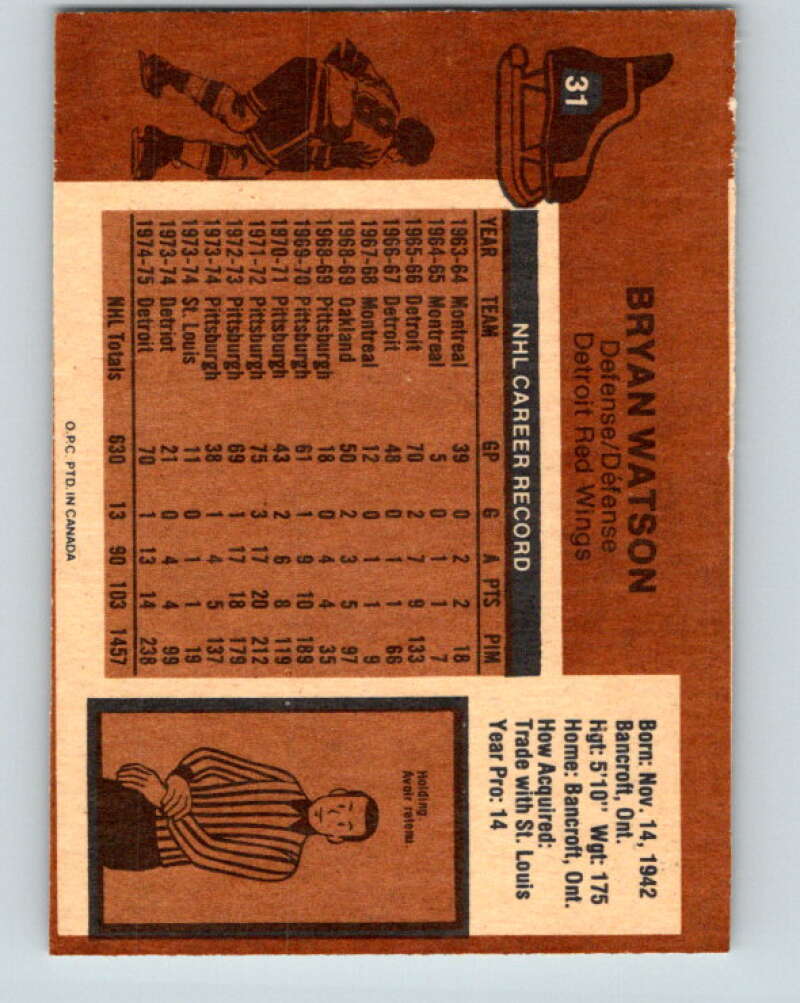 31
BRYAN WATSON
Defense/Défense
Detroit Red Wings
NHL CAREER RECORD
YEAR TEAM GP G A PTS PIM
1963-64 Montreal 39 0 2 2 18
1964-65 Montreal 5 0 1 1 7
1965-66 Detroit 70 2 7 9 133
1966-67 Detroit 48 0 1 1 66
1967-68 Montreal 12 0 1 1 9
1968-69 Oakland 50 2 3 5 97
1968-69 Pittsburgh 18 0 4 4 35
1969-70 Pittsburgh 61 1 9 10 189
1970-71 Pittsburgh 43 2 6 8 119
1971-72 Pittsburgh 75 3 17 20 212
1972-73 Pittsburgh 69 1 17 18 179
1973-74 Pittsburgh 38 1 4 5 137
1973-74 St. Louis 11 0 1 1 19
1973-74 Detroit 21 0 4 4 99
1974-75 Detroit 70 1 13 14 238
NHL Totals 630 13 90 103 1457
O.P.C. PTD. IN CANADA
Born: Nov. 14, 1942
Bancroft, Ont.
Hgt: 5'10" Wgt: 175
Home: Bancroft, Ont.
How Acquired:
Trade with St. Louis
Year Pro: 14
Holding
Avoir retenu